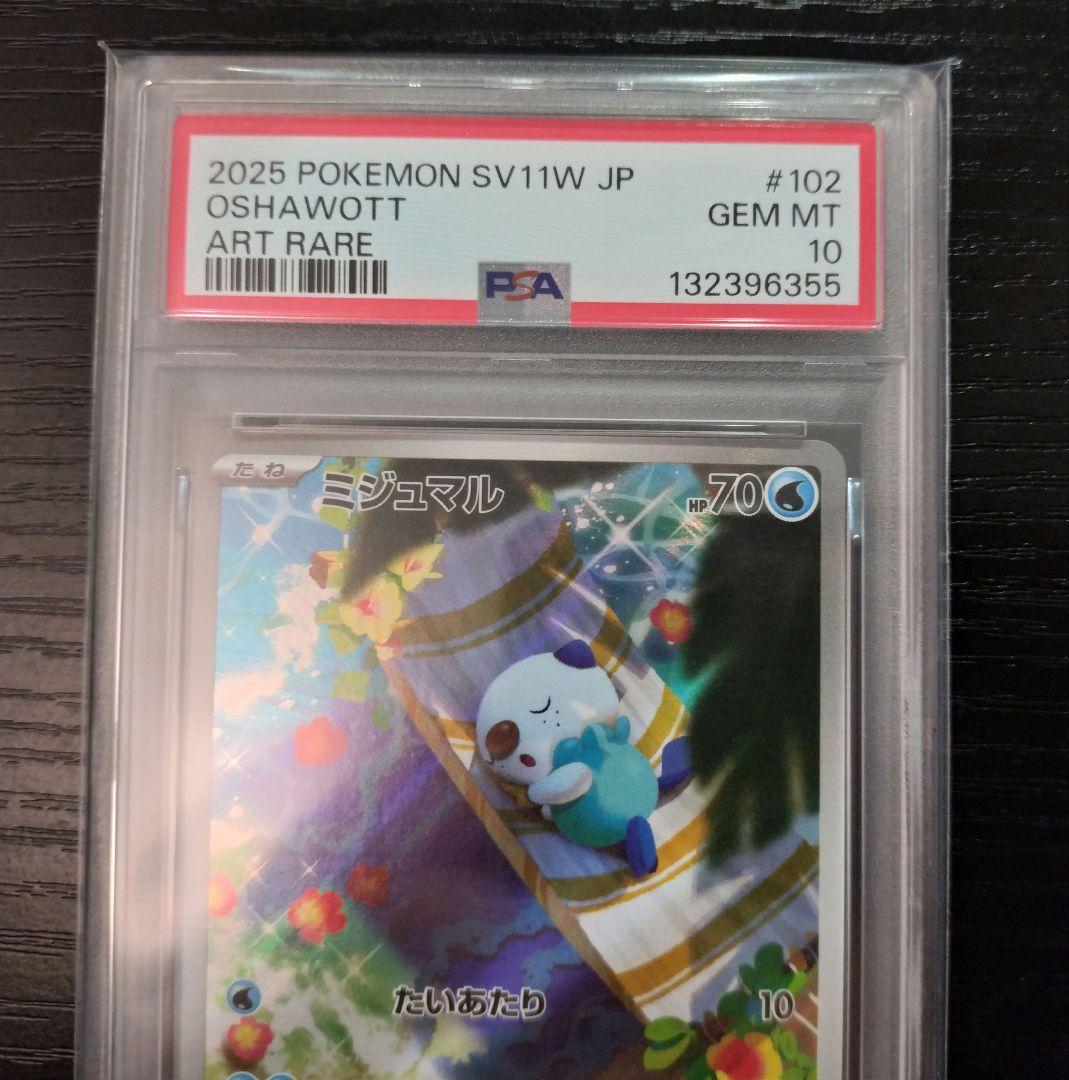 2025 POKEMON SV11W JP #102
OSHAWOTT GEM MT
ART RARE 10
PSA 132396355
たね ミジュマル HP70
たいあたり 10